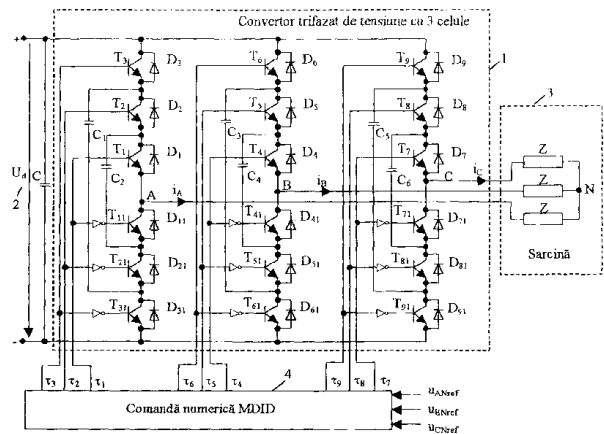 Convertor trifazat de tensiune cu 3 celule
1
+
T3 D3 T6 D6 T9 D9
3
T2 D2 T5 D5 T8 D8
C1 C3 C5
T1 D1 T4 D4 T7 D7
Ud C C2 C4 C6
2
A iA B iB C iC Z
Z N
Z
T11 D11 T41 D41 T71 D71
Sarcină
T21 D21 T51 D51 T81 D81
T31 D31 T61 D61 T91 D91
-
4
τ3 τ2 τ1 τ6 τ5 τ4 τ9 τ8 τ7
uANref
Comandă numerică MDID
uBNref
uCNref